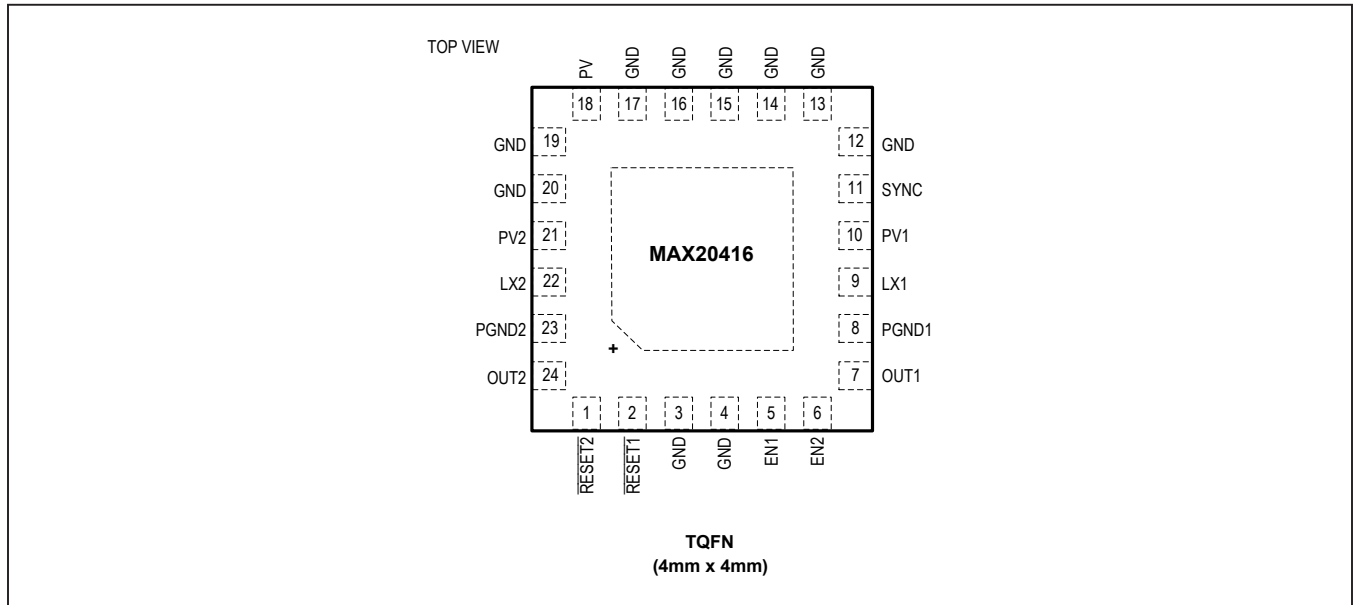 TOP VIEW
PV GND GND GND GND GND
18 17 16 15 14 13
GND 19 12 GND
GND 20 11 SYNC
PV2 21 10 PV1
MAX20416
LX2 22 9 LX1
PGND2 23 8 PGND1
+
OUT2 24 7 OUT1
1 2 3 4 5 6
RESET2 RESET1 GND GND EN1 EN2
TQFN
(4mm x 4mm)